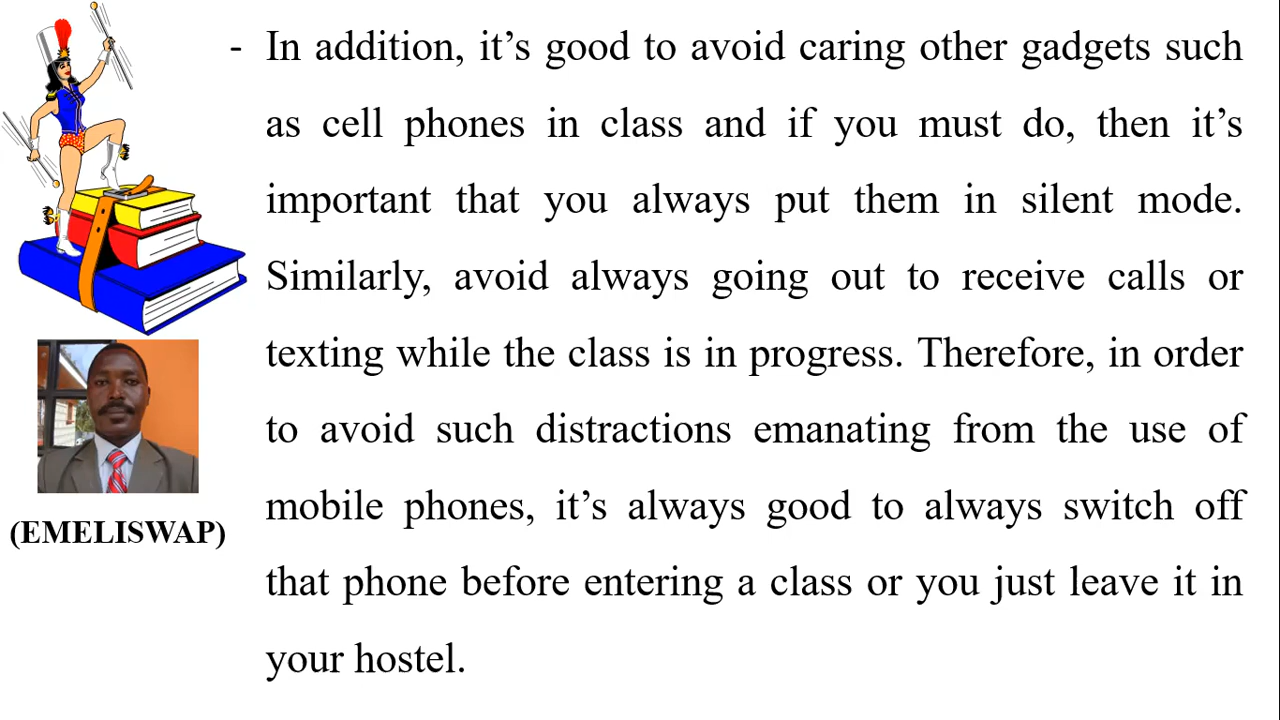 - In addition, it’s good to avoid caring other gadgets such
as cell phones in class and if you must do, then it’s
important that you always put them in silent mode.
Similarly, avoid always going out to receive calls or
texting while the class is in progress. Therefore, in order
to avoid such distractions emanating from the use of
mobile phones, it’s always good to always switch off
that phone before entering a class or you just leave it in
your hostel.
(EMELISWAP)